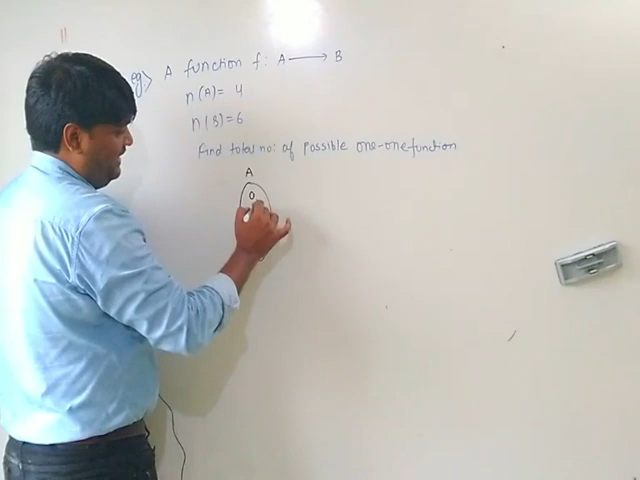 eg> A function f: A ⟶ B
n(A)= 4
n(B)=6
Find total no: of possible one-one function
A